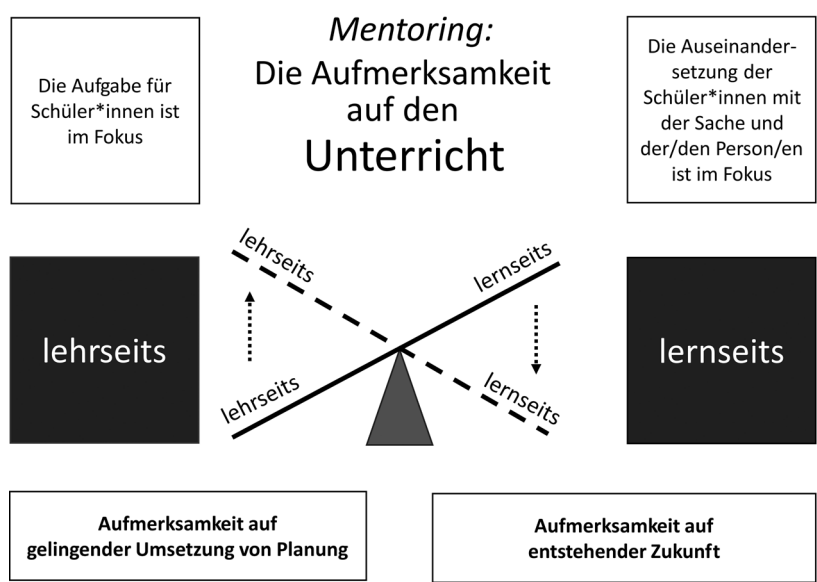 Mentoring:
Die Aufmerksamkeit
auf den
Unterricht
Die Aufgabe für
Schüler*innen ist
im Fokus
Die Auseinander-
setzung der
Schüler*innen mit
der Sache und
der/den Person/en
ist im Fokus
lehrseits
lehrseits
lernseits
lehrseits
lernseits
lernseits
Aufmerksamkeit auf
gelingender Umsetzung von Planung
Aufmerksamkeit auf
entstehender Zukunft